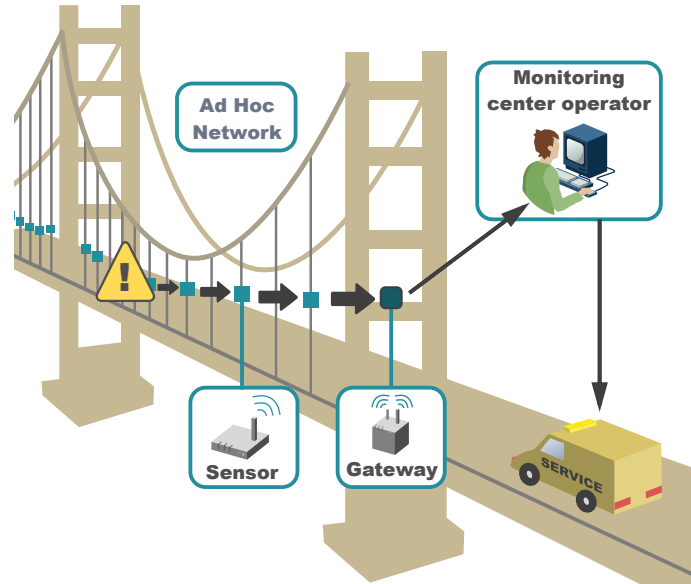 Monitoring
center operator
Ad Hoc
Network
!
Sensor
Gateway
SERVICE